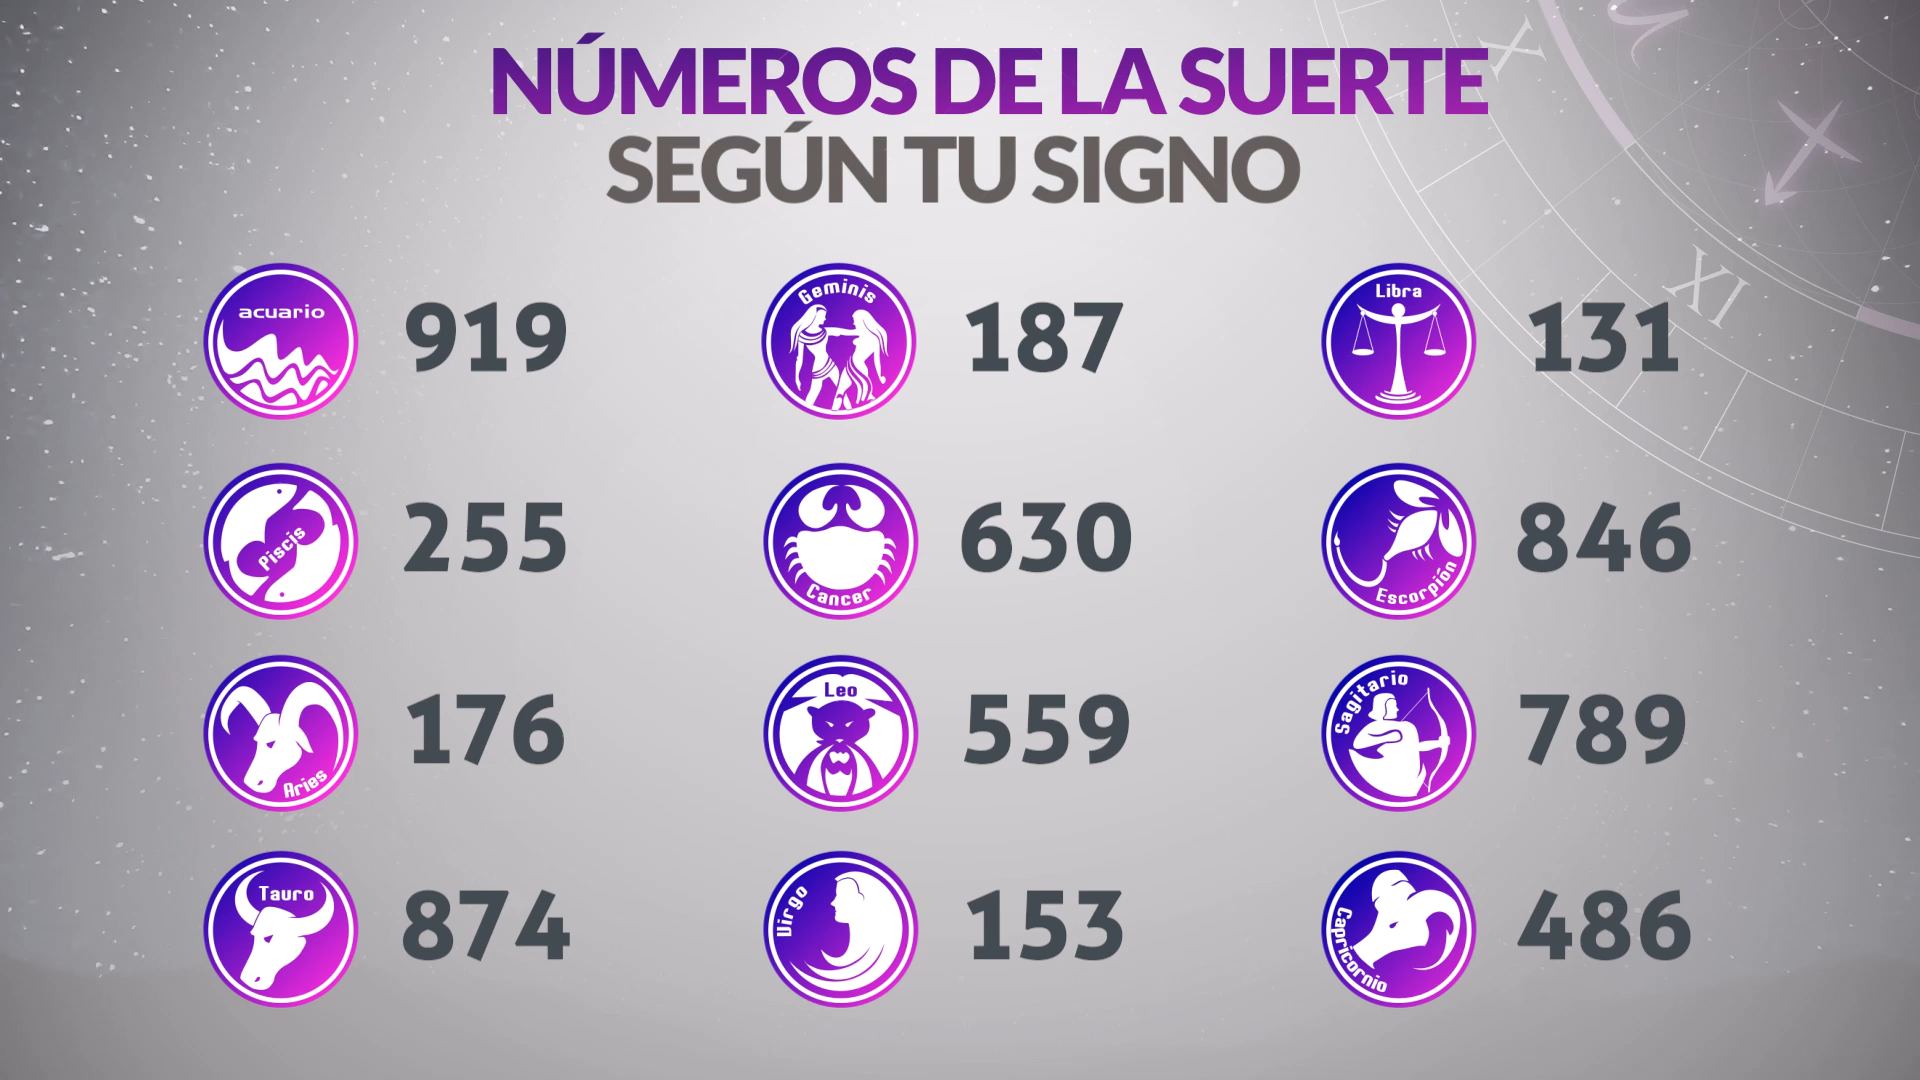 NÚMEROS DE LA SUERTE
SEGÚN TU SIGNO
acuario 919
Geminis 187
Libra 131
Piscis 255
Cancer 630
Escorpión 846
Aries 176
Leo 559
Sagitario 789
Tauro 874
Virgo 153
Capricornio 486
X
XI